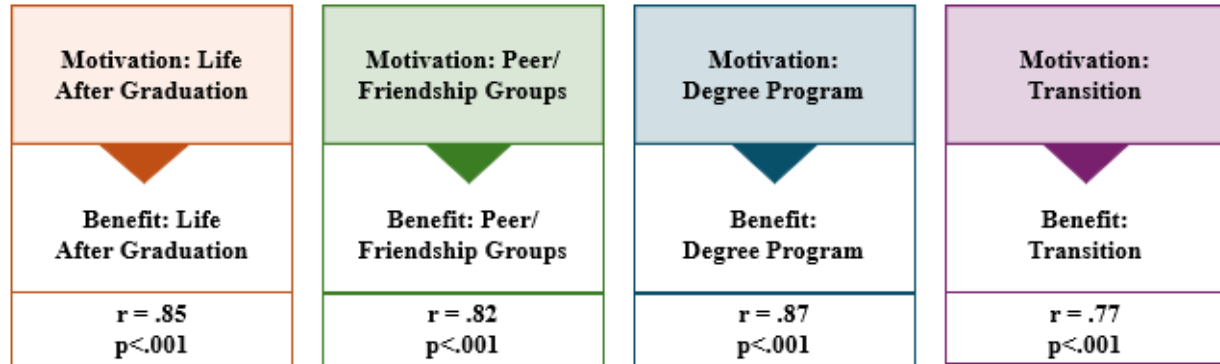 Motivation: Life
After Graduation
Benefit: Life
After Graduation
r = .85
p<.001
Motivation: Peer/
Friendship Groups
Benefit: Peer/
Friendship Groups
r = .82
p<.001
Motivation:
Degree Program
Benefit:
Degree Program
r = .87
p<.001
Motivation:
Transition
Benefit:
Transition
r = .77
p<.001